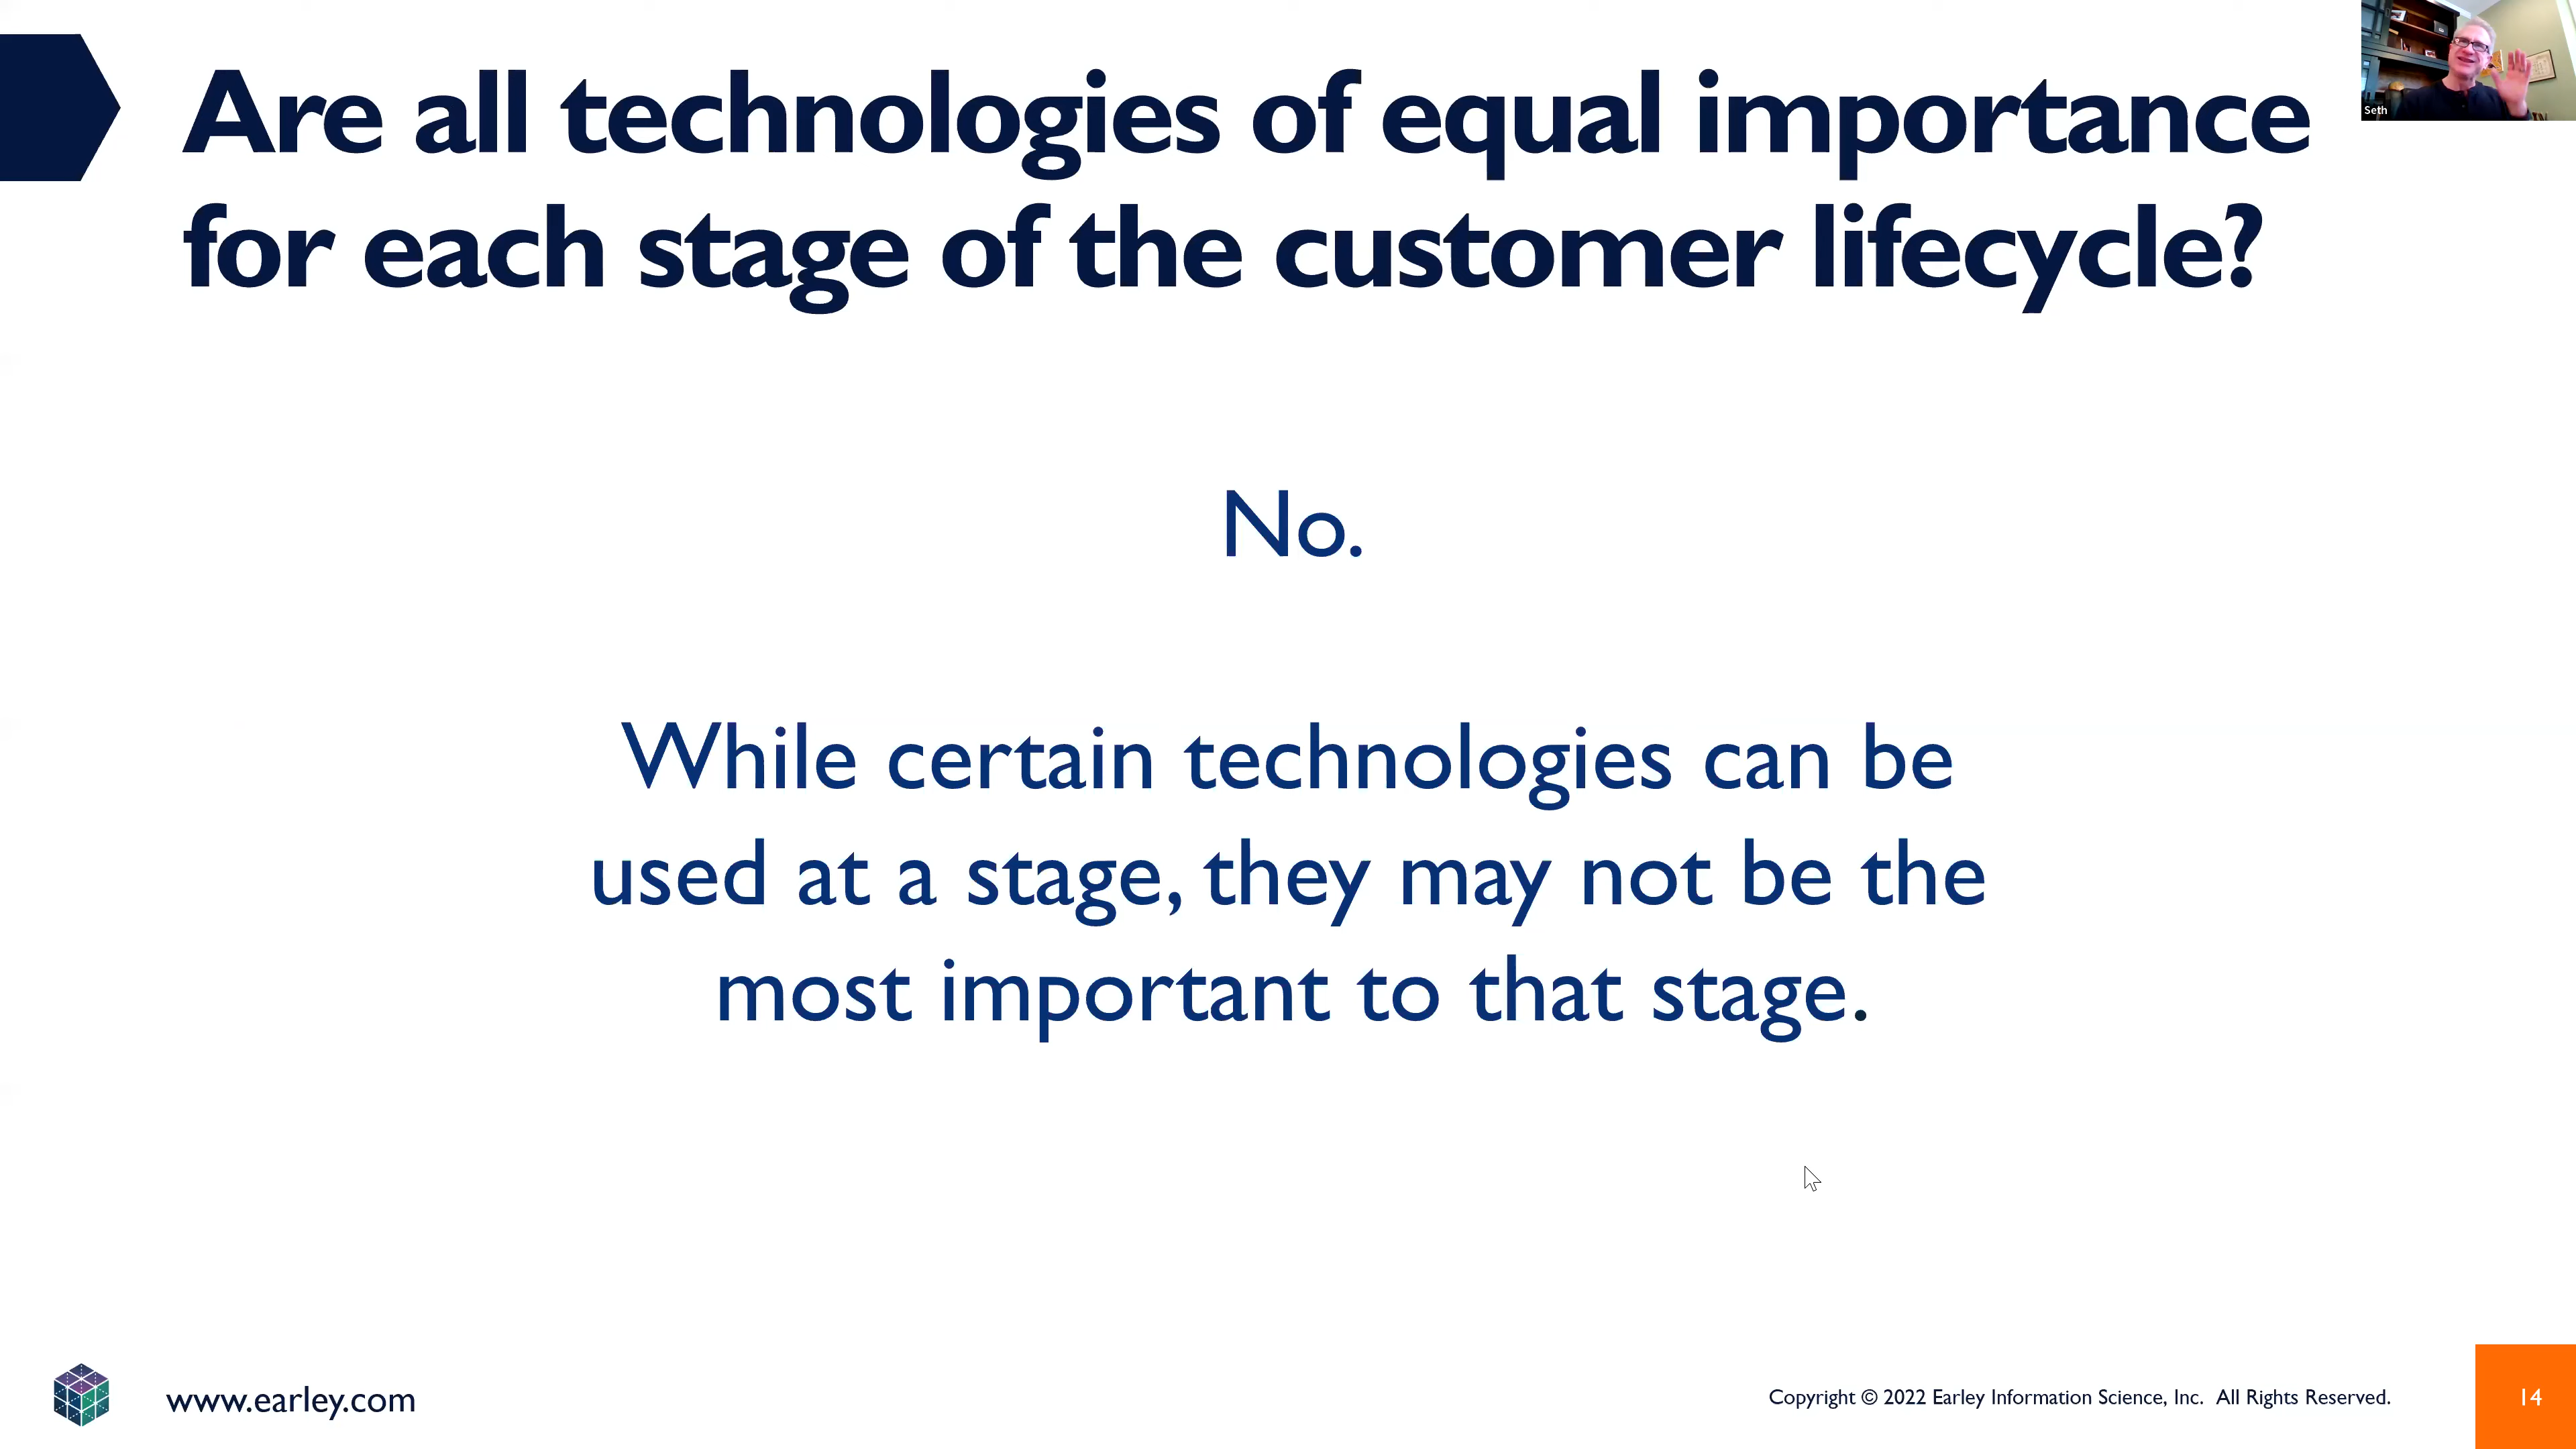 Are all technologies of equal importance
for each stage of the customer lifecycle?
Seth
No.
While certain technologies can be
used at a stage, they may not be the
most important to that stage.
www.earley.com
Copyright © 2022 Earley Information Science, Inc. All Rights Reserved.
14